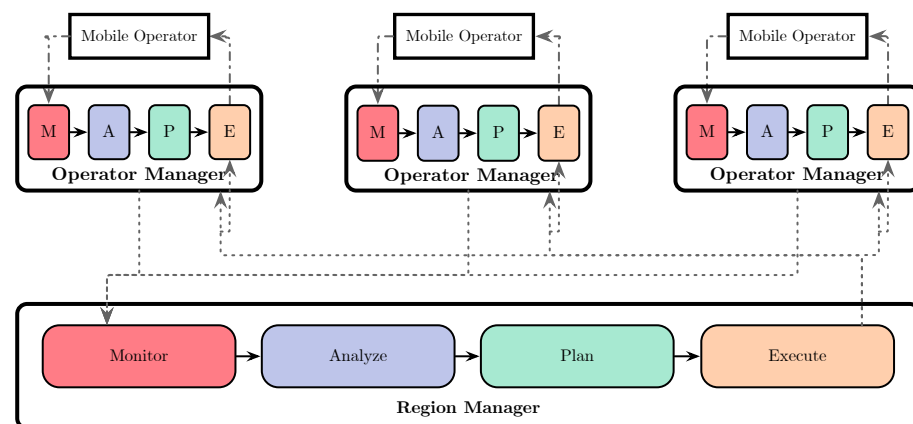 Mobile Operator
Mobile Operator
Mobile Operator
M A P E
M A P E
M A P E
Operator Manager
Operator Manager
Operator Manager
Monitor
Analyze
Plan
Execute
Region Manager